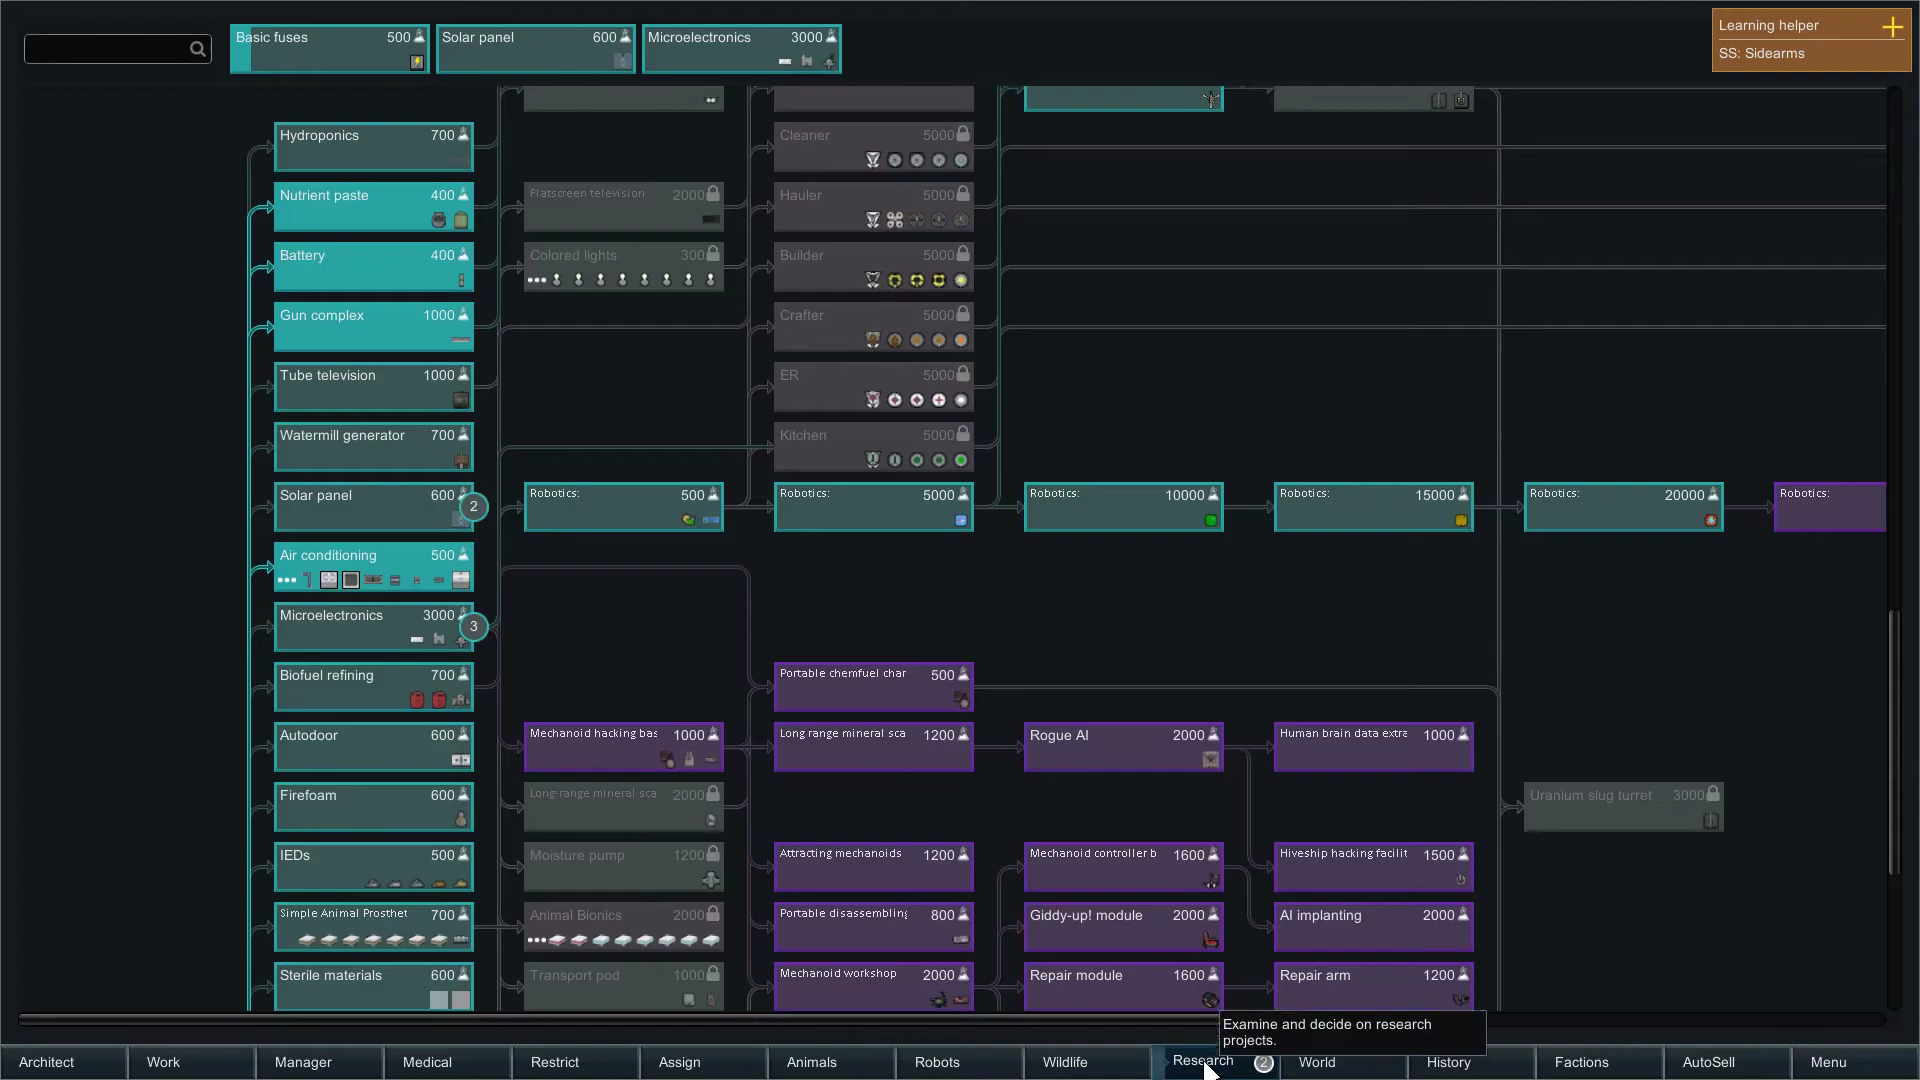 Basic fuses 500
Solar panel 600
Microelectronics 3000
Learning helper
SS: Sidearms
Hydroponics 700
Cleaner 5000
Nutrient paste 400
Flatscreen television 2000
Hauler 5000
Battery 400
Colored lights 300
Builder 5000
Gun complex 1000
Crafter 5000
Tube television 1000
ER 5000
Watermill generator 700
Kitchen 5000
Solar panel 600
2
Robotics: 500
Robotics: 5000
Robotics: 10000
Robotics: 15000
Robotics: 20000
Robotics:
Air conditioning 500
Microelectronics 3000
3
Biofuel refining 700
Portable chemfuel char 500
Autodoor 600
Mechanoid hacking bas 1000
Long range mineral sca 1200
Rogue AI 2000
Human brain data extra 1000
Firefoam 600
Long-range mineral sca 2000
Uranium slug turret 3000
IEDs 500
Moisture pump 1200
Attracting mechanoids 1200
Mechanoid controller b 1600
Hiveship hacking facilit 1500
Simple Animal Prosthet 700
Animal Bionics 2000
Portable disassembling 800
Giddy-up! module 2000
AI implanting 2000
Sterile materials 600
Transport pod 1000
Mechanoid workshop 2000
Repair module 1600
Repair arm 1200
Examine and decide on research
projects.
Architect
Work
Manager
Medical
Restrict
Assign
Animals
Robots
Wildlife
Research
2
World
History
Factions
AutoSell
Menu